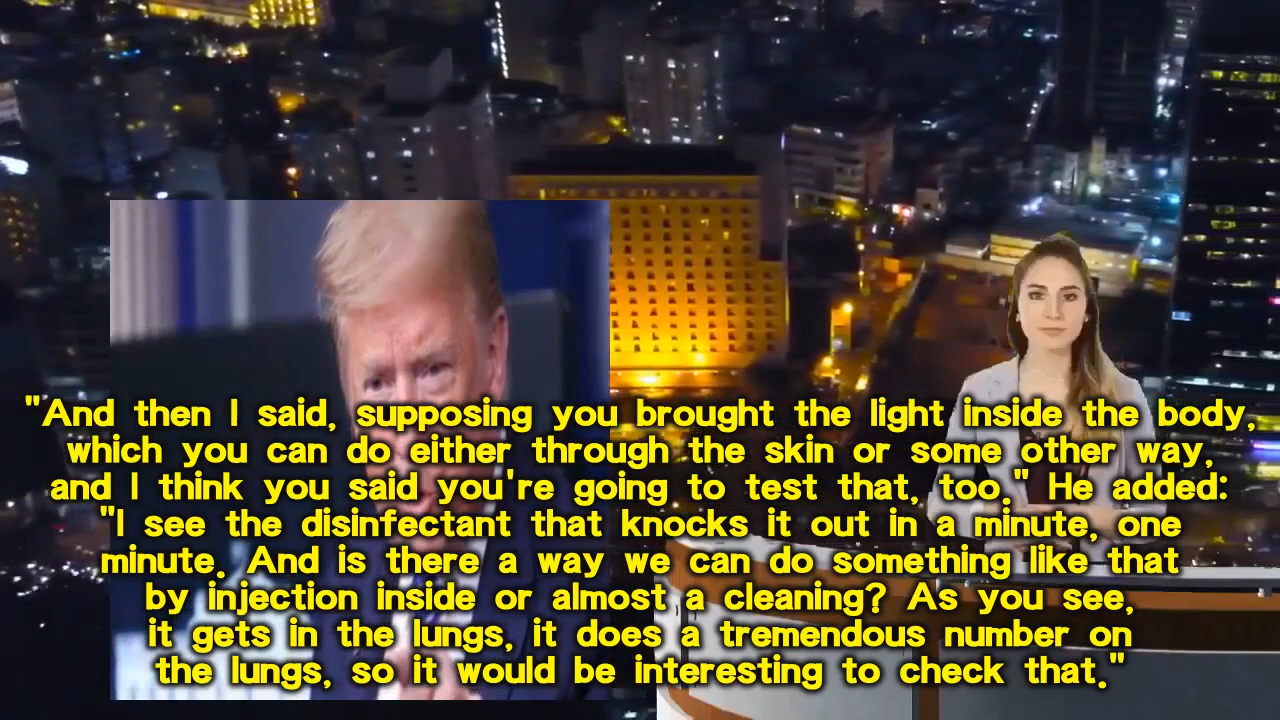 "And then I said, supposing you brought the light inside the body,
which you can do either through the skin or some other way,
and I think you said you're going to test that, too." He added:
"I see the disinfectant that knocks it out in a minute, one
minute. And is there a way we can do something like that
by injection inside or almost a cleaning? As you see,
it gets in the lungs, it does a tremendous number on
the lungs, so it would be interesting to check that."